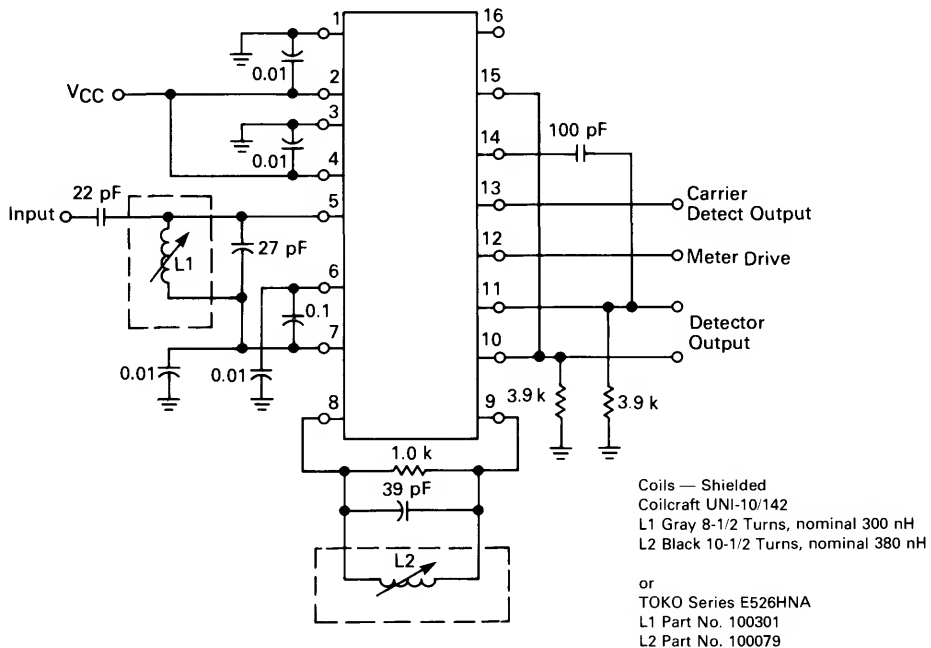 1
16
0.01
2
15
VCC
3
14
100 pF
0.01
4
13
Carrier
Detect Output
22 pF
5
Input
12
Meter Drive
27 pF
L1
6
11
0.1
Detector
Output
7
10
0.01
0.01
3.9 k
3.9 k
8
9
1.0 k
39 pF
L2
Coils — Shielded
Coilcraft UNI-10/142
L1 Gray 8-1/2 Turns, nominal 300 nH
L2 Black 10-1/2 Turns, nominal 380 nH
or
TOKO Series E526HNA
L1 Part No. 100301
L2 Part No. 100079